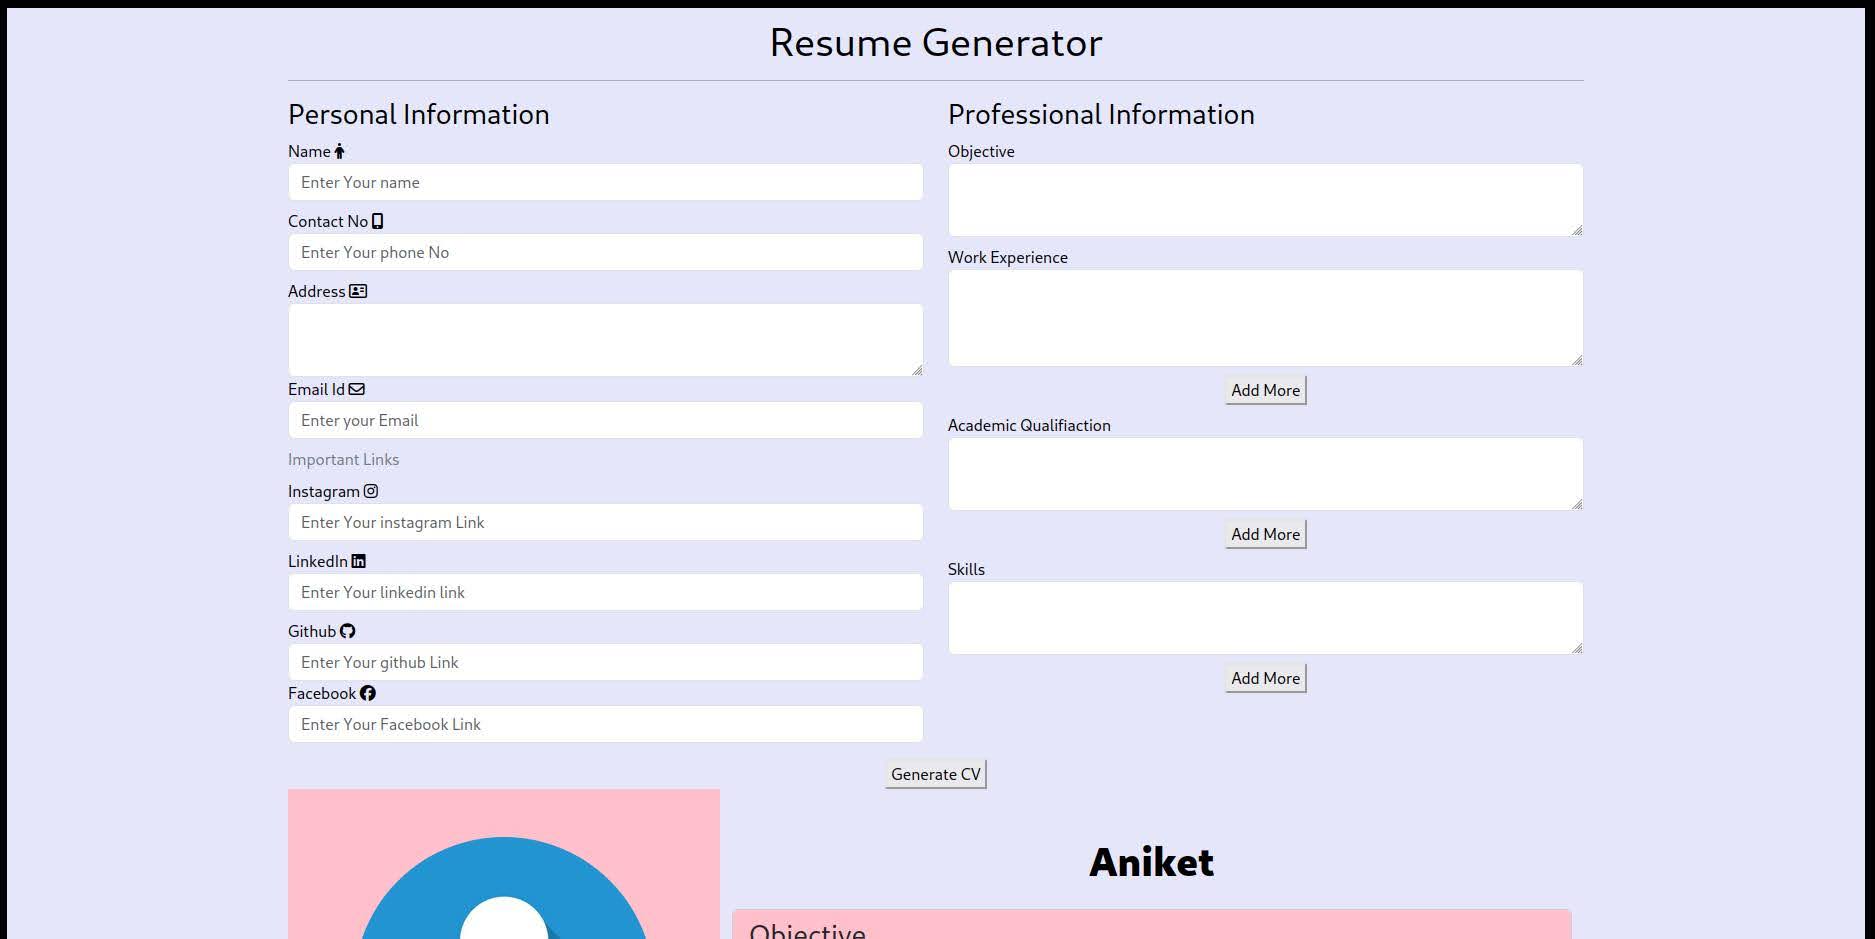 Resume Generator
Personal Information
Name
Enter Your name
Contact No
Enter Your phone No
Address
Email Id
Enter your Email
Important Links
Instagram
Enter Your instagram Link
LinkedIn
Enter Your linkedin link
Github
Enter Your github Link
Facebook
Enter Your Facebook Link
Professional Information
Objective
Work Experience
Add More
Academic Qualifiaction
Add More
Skills
Add More
Generate CV
Aniket
Objective